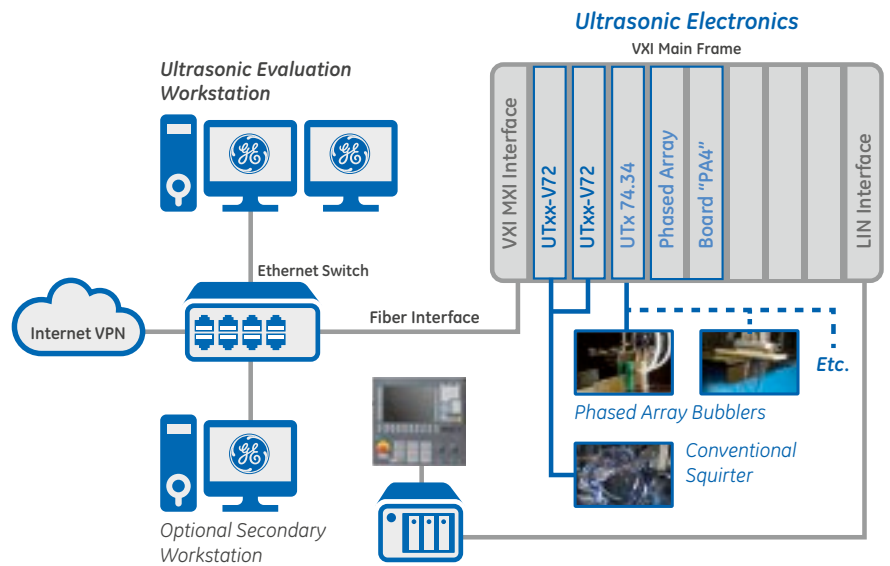 Ultrasonic Electronics
VXI Main Frame
Ultrasonic Evaluation
Workstation
VXI MXI Interface
UTxx-V72
UTxx-V72
UTx 74.34
Phased Array
Board "PA4"
LIN Interface
Ethernet Switch
Internet VPN
Fiber Interface
Etc.
Phased Array Bubblers
Conventional
Squirter
Optional Secondary
Workstation